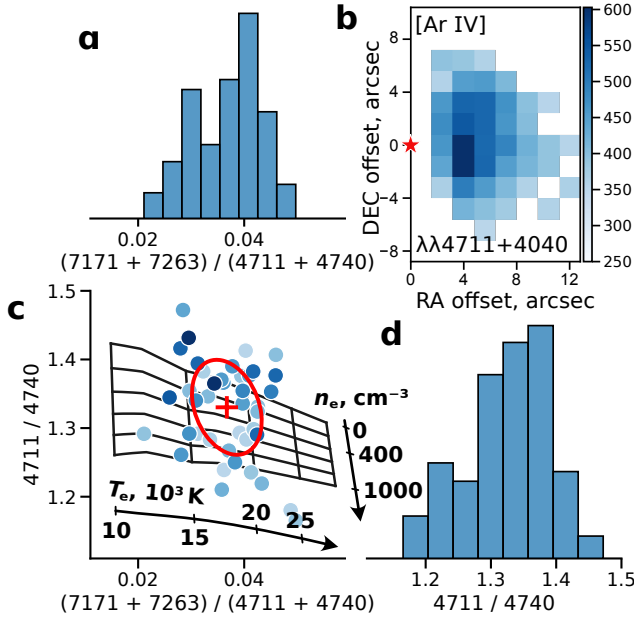 a
0.02 0.04
(7171 + 7263) / (4711 + 4740)
b
[Ar IV]
8
4
0
−4
−8
0 4 8 12
DEC offset, arcsec
RA offset, arcsec
λλ4711+4040
600
550
500
450
400
350
300
250
c
1.5
1.4
1.3
1.2
4711 / 4740
nₑ, cm⁻³
0
400
1000
Tₑ, 10³ K
10 15 20 25
0.02 0.04
(7171 + 7263) / (4711 + 4740)
d
1.2 1.3 1.4 1.5
4711 / 4740